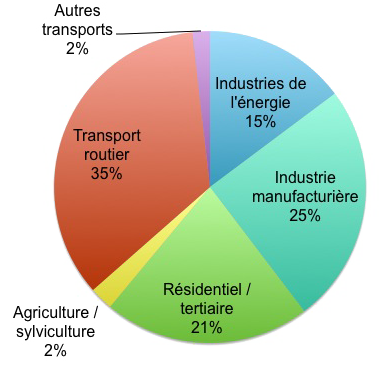 Autres
transports
2%
Industries de
l'énergie
15%
Transport
routier
35%
Industrie
manufacturière
25%
Résidentiel /
tertiaire
21%
Agriculture /
sylviculture
2%